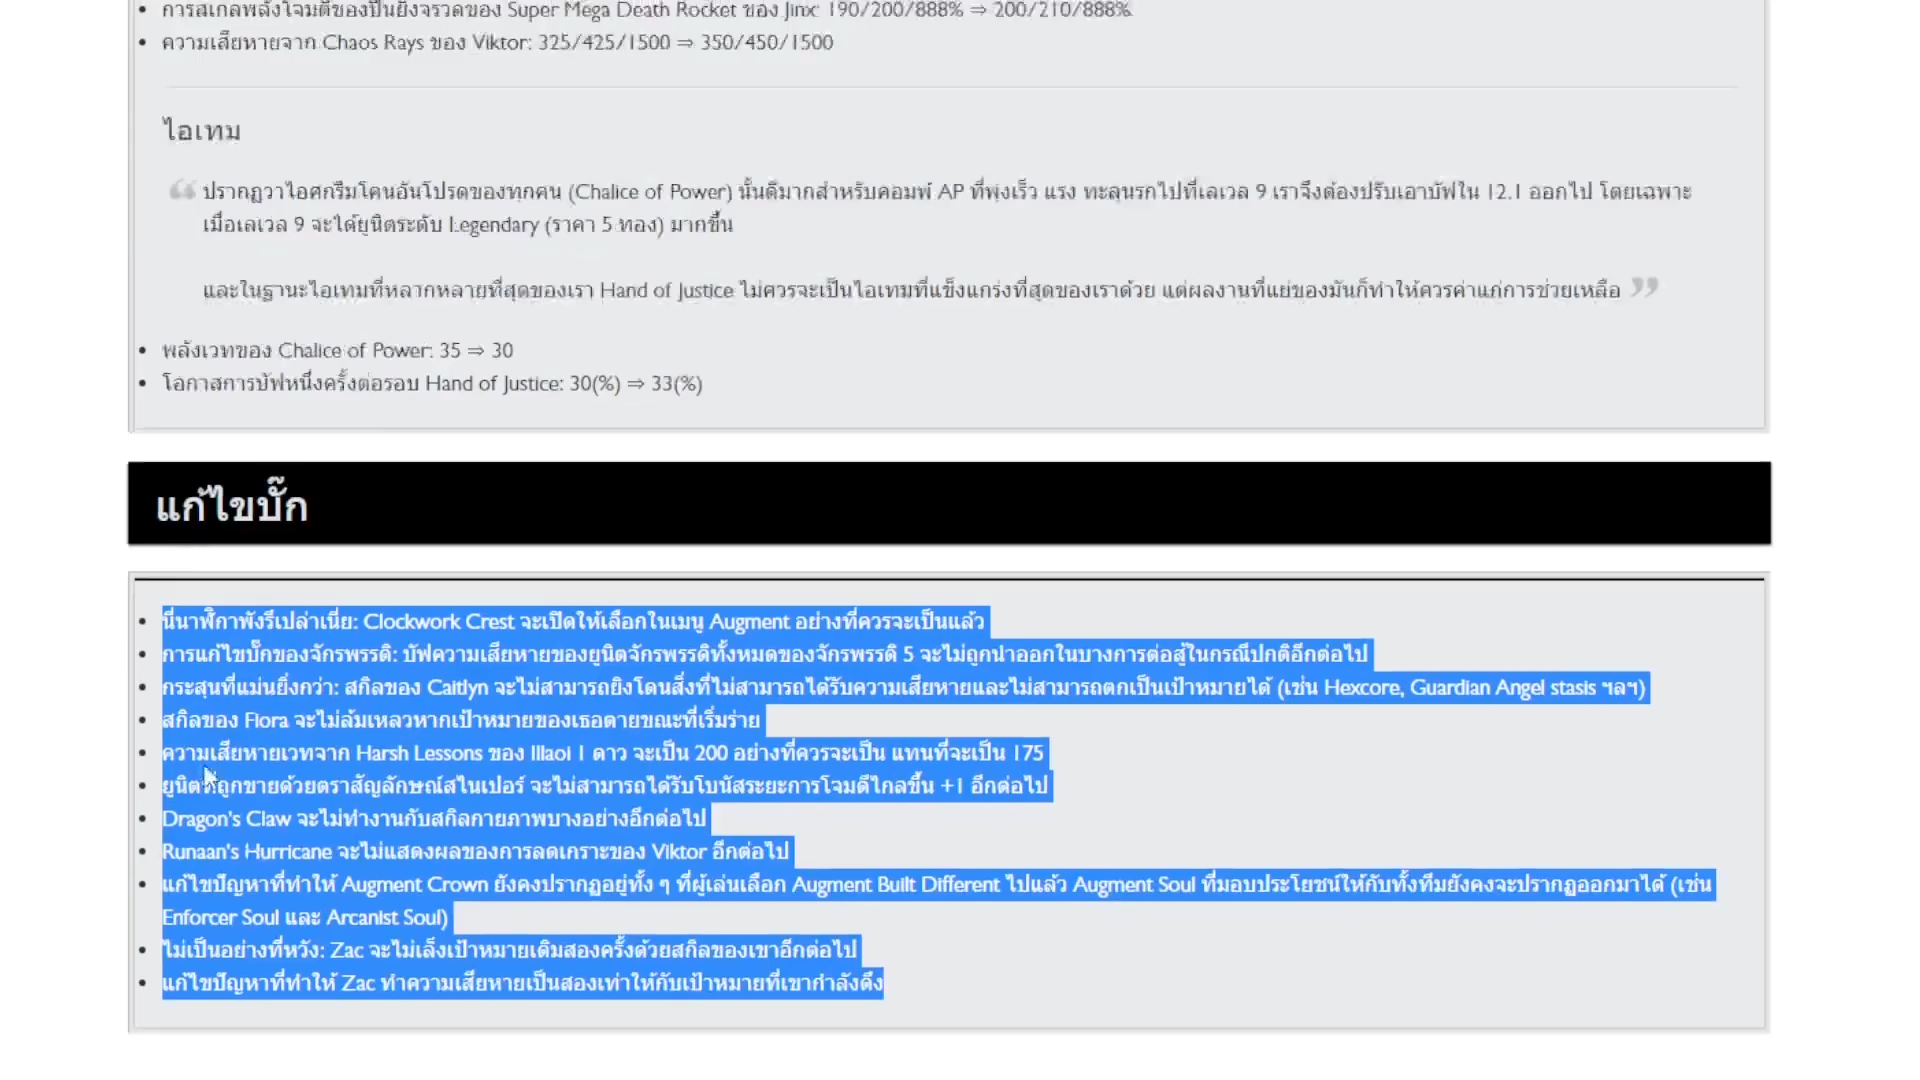 การสเกลพลังโจมตีของปืนยิงจรวดของ Super Mega Death Rocket ของ Jinx: 190/200/888% ⇒ 200/210/888%
ความเสียหายจาก Chaos Rays ของ Viktor: 325/425/1500 ⇒ 350/450/1500
ไอเทม
ปรากฏว่าไอศกรีมโคนอันโปรดของทุกคน (Chalice of Power) นั้นดีมากสำหรับคอมพ์ AP ที่พุ่งเร็ว แรง ทะลุนรกไปที่เลเวล 9 เราจึงต้องปรับเอาบัฟใน 12.1 ออกไป โดยเฉพาะ
เมื่อเลเวล 9 จะได้ยูนิตระดับ Legendary (ราคา 5 ทอง) มากขึ้น
และในฐานะไอเทมที่หลากหลายที่สุดของเรา Hand of Justice ไม่ควรจะเป็นไอเทมที่แข็งแกร่งที่สุดของเราด้วย แต่ผลงานที่แย่ของมันก็ทำให้ควรค่าแก่การช่วยเหลือ
พลังเวทของ Chalice of Power: 35 ⇒ 30
โอกาสการบัฟหนึ่งครั้งต่อรอบ Hand of Justice: 30(%) ⇒ 33(%)
แก้ไขบั๊ก
นี่นาฬิกาพังรึเปล่าเนี่ย: Clockwork Crest จะเปิดให้เลือกในเมนู Augment อย่างที่ควรจะเป็นแล้ว
การแก้ไขบั๊กของจักรพรรดิ: บัฟความเสียหายของยูนิตจักรพรรดิทั้งหมดของจักรพรรดิ 5 จะไม่ถูกนำออกในบางการต่อสู้ในกรณีปกติอีกต่อไป
กระสุนที่แม่นยิ่งกว่า: สกิลของ Caitlyn จะไม่สามารถยิงโดนสิ่งที่ไม่สามารถได้รับความเสียหายและไม่สามารถตกเป็นเป้าหมายได้ (เช่น Hexcore, Guardian Angel stasis ฯลฯ)
สกิลของ Fiora จะไม่ล้มเหลวหากเป้าหมายของเธอตายขณะที่เริ่มร่าย
ความเสียหายเวทจาก Harsh Lessons ของ Illaoi 1 ดาว จะเป็น 200 อย่างที่ควรจะเป็น แทนที่จะเป็น 175
ยูนิตที่ถูกขายด้วยตราสัญลักษณ์สไนเปอร์ จะไม่สามารถได้รับโบนัสระยะการโจมตีไกลขึ้น +1 อีกต่อไป
Dragon's Claw จะไม่ทำงานกับสกิลกายภาพบางอย่างอีกต่อไป
Runaan's Hurricane จะไม่แสดงผลของการลดเกราะของ Viktor อีกต่อไป
แก้ไขปัญหาที่ทำให้ Augment Crown ยังคงปรากฏอยู่ทั้ง ๆ ที่ผู้เล่นเลือก Augment Built Different ไปแล้ว Augment Soul ที่มอบประโยชน์ให้กับทั้งทีมยังคงจะปรากฏออกมาได้ (เช่น
Enforcer Soul และ Arcanist Soul)
ไม่เป็นอย่างที่หวัง: Zac จะไม่เล็งเป้าหมายเดิมสองครั้งด้วยสกิลของเขาอีกต่อไป
แก้ไขปัญหาที่ทำให้ Zac ทำความเสียหายเป็นสองเท่าให้กับเป้าหมายที่เขากำลังดึง